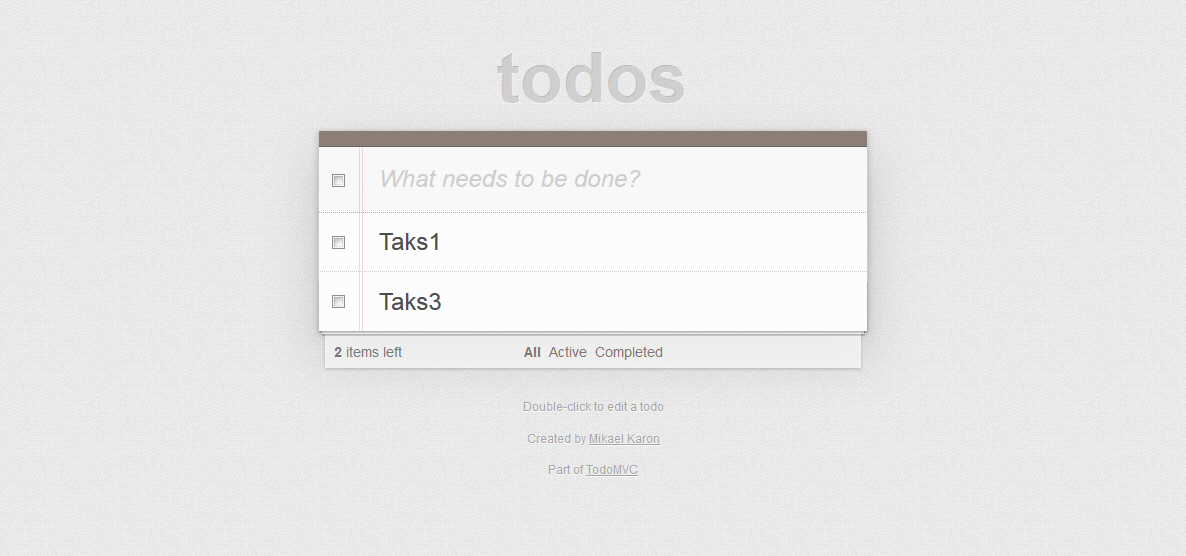 todos
What needs to be done?
Taks1
Taks3
2 items left All Active Completed
Double-click to edit a todo
Created by Mikael Karon
Part of TodoMVC